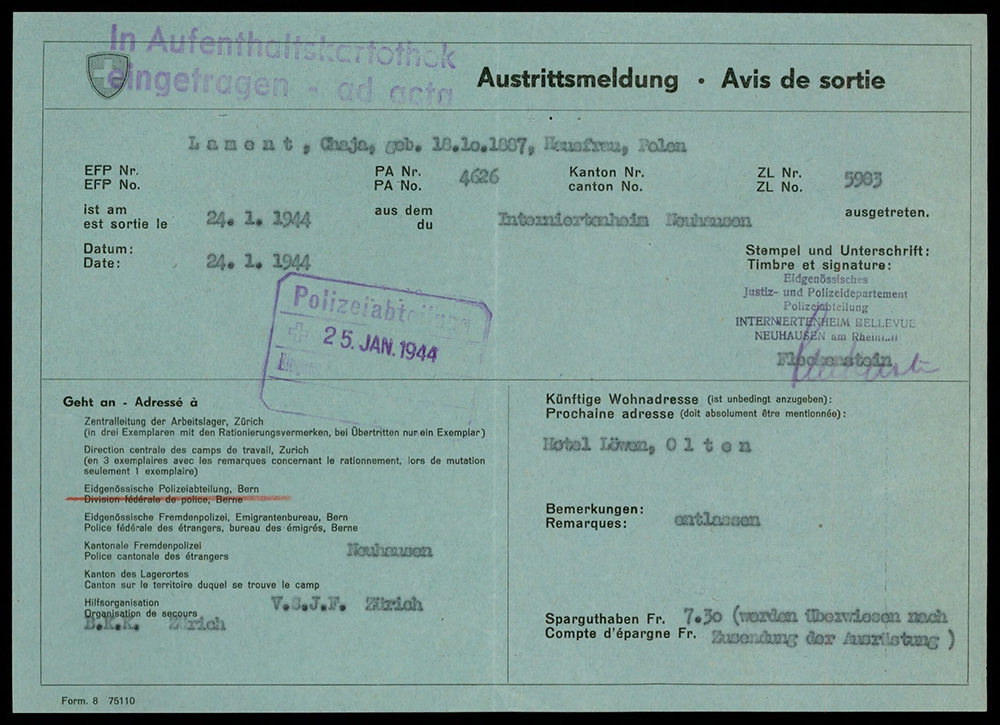 In Aufenthaltskartothek
eingetragen - ad acta
Austrittsmeldung • Avis de sortie
Lamont, Chaja, geb. 18.10.1887, Hausfrau, Polen
EFP Nr.
EFP No.
PA Nr. 4626
PA No.
Kanton Nr.
canton No.
ZL Nr. 5903
ZL No.
ist am
est sortie le 24. 1. 1944
aus dem
du
Interniertenheim Neuhausen
ausgetreten.
Datum:
Date: 24. 1. 1944
Stempel und Unterschrift:
Timbre et signature:
Eidgenössisches
Justiz- und Polizeidepartement
Polizeiabteilung
INTERNIERTENHEIM BELLEVUE
NEUHAUSEN am Rheinfall
Fleckenstein
Polizeiabteilung
25. JAN. 1944
Geht an - Adressé à
Zentralleitung der Arbeitslager, Zürich
(in drei Exemplaren mit den Rationierungsvermerken, bei Übertritten nur ein Exemplar)
Direction centrale des camps de travail, Zurich
(en 3 exemplaires avec les remarques concernant le rationnement, lors de mutation
seulement 1 exemplaire)
Eidgenössische Polizeiabteilung, Bern
Division fédérale de police, Berne
Eidgenössische Fremdenpolizei, Emigrantenbureau, Bern
Police fédérale des étrangers, bureau des émigrés, Berne
Kantonale Fremdenpolizei Neuhausen
Police cantonale des étrangers
Kanton des Lagerortes
Canton sur le territoire duquel se trouve le camp
Hilfsorganisation V.S.J.F. Zürich
Organisation de secours
B.K.K. Zürich
Künftige Wohnadresse (ist unbedingt anzugeben):
Prochaine adresse (doit absolument être mentionnée):
Hotel Löwen, Olten
Bemerkungen:
Remarques: entlassen
Sparguthaben Fr. 7.30 (werden überwiesen nach
Compte d'épargne Fr. Zusendung der Ausrüstung )
Form. 8 75110